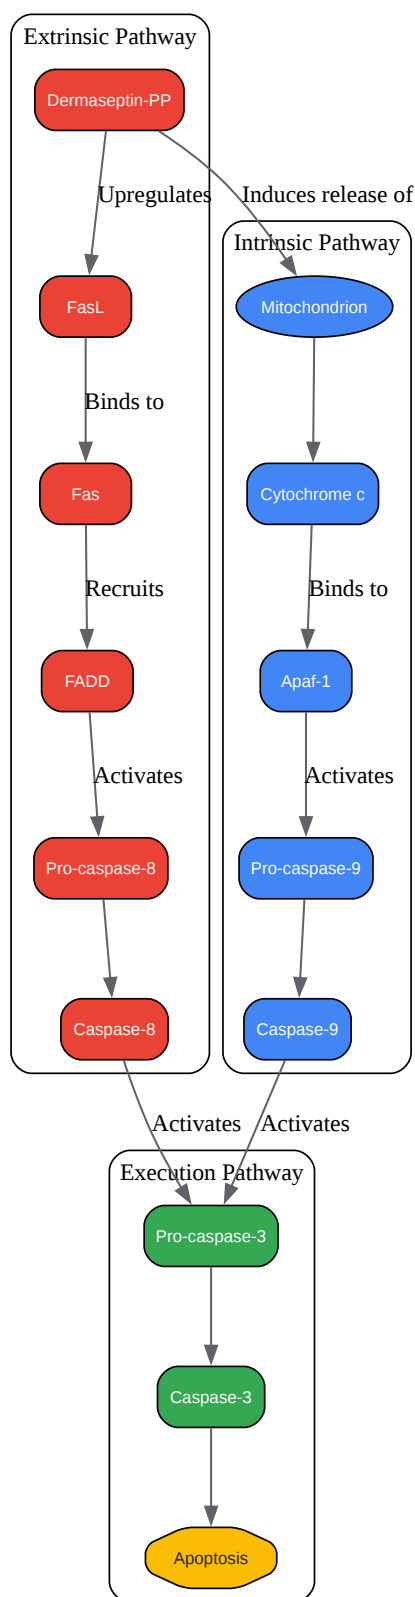 Extrinsic Pathway
Dermaseptin-PP
Upregulates
Induces release of
Intrinsic Pathway
FasL
Mitochondrion
Binds to
Fas
Cytochrome c
Recruits
Binds to
FADD
Apaf-1
Activates
Activates
Pro-caspase-8
Pro-caspase-9
Caspase-8
Caspase-9
Activates
Activates
Execution Pathway
Pro-caspase-3
Caspase-3
Apoptosis